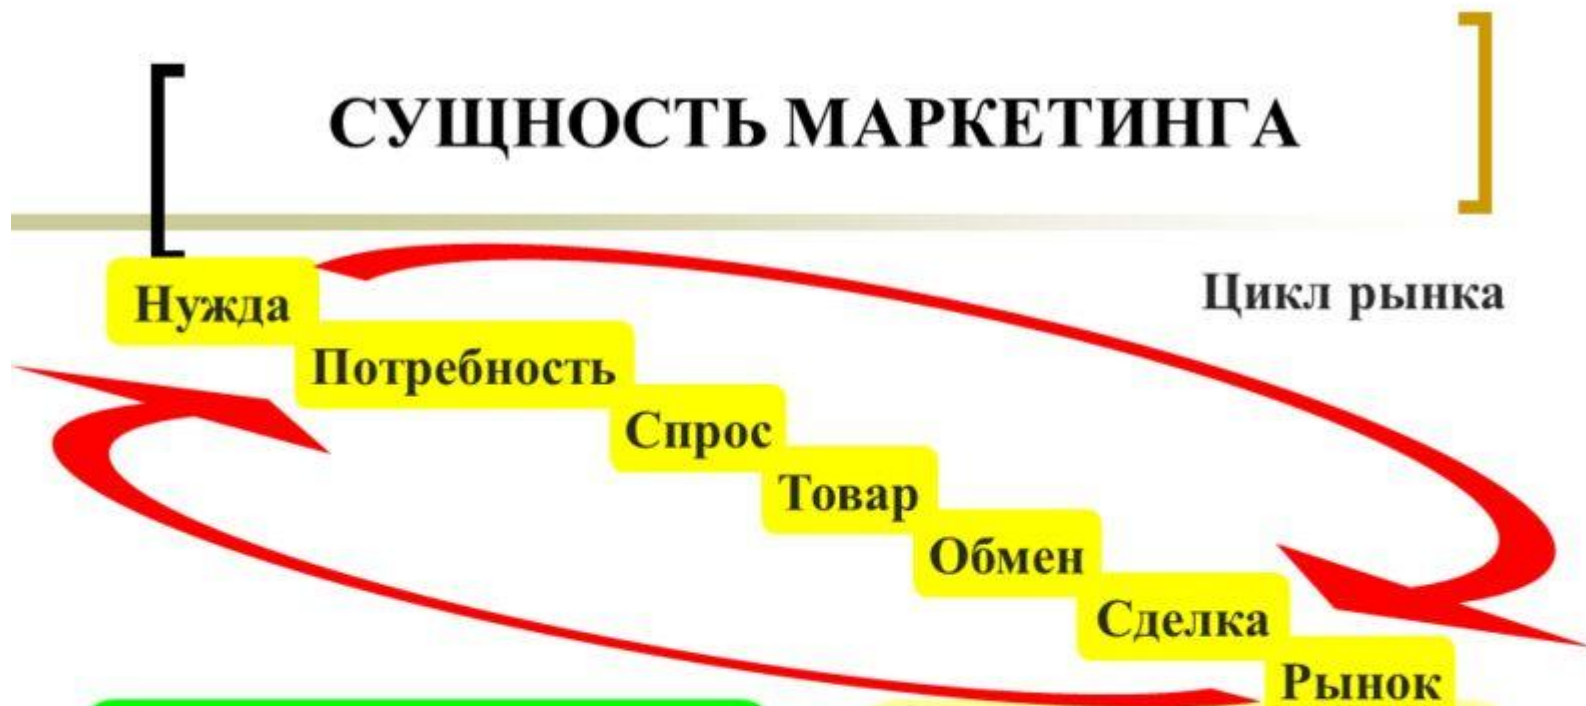 СУЩНОСТЬ МАРКЕТИНГА
Цикл рынка
Нужда
Потребность
Спрос
Товар
Обмен
Сделка
Рынок